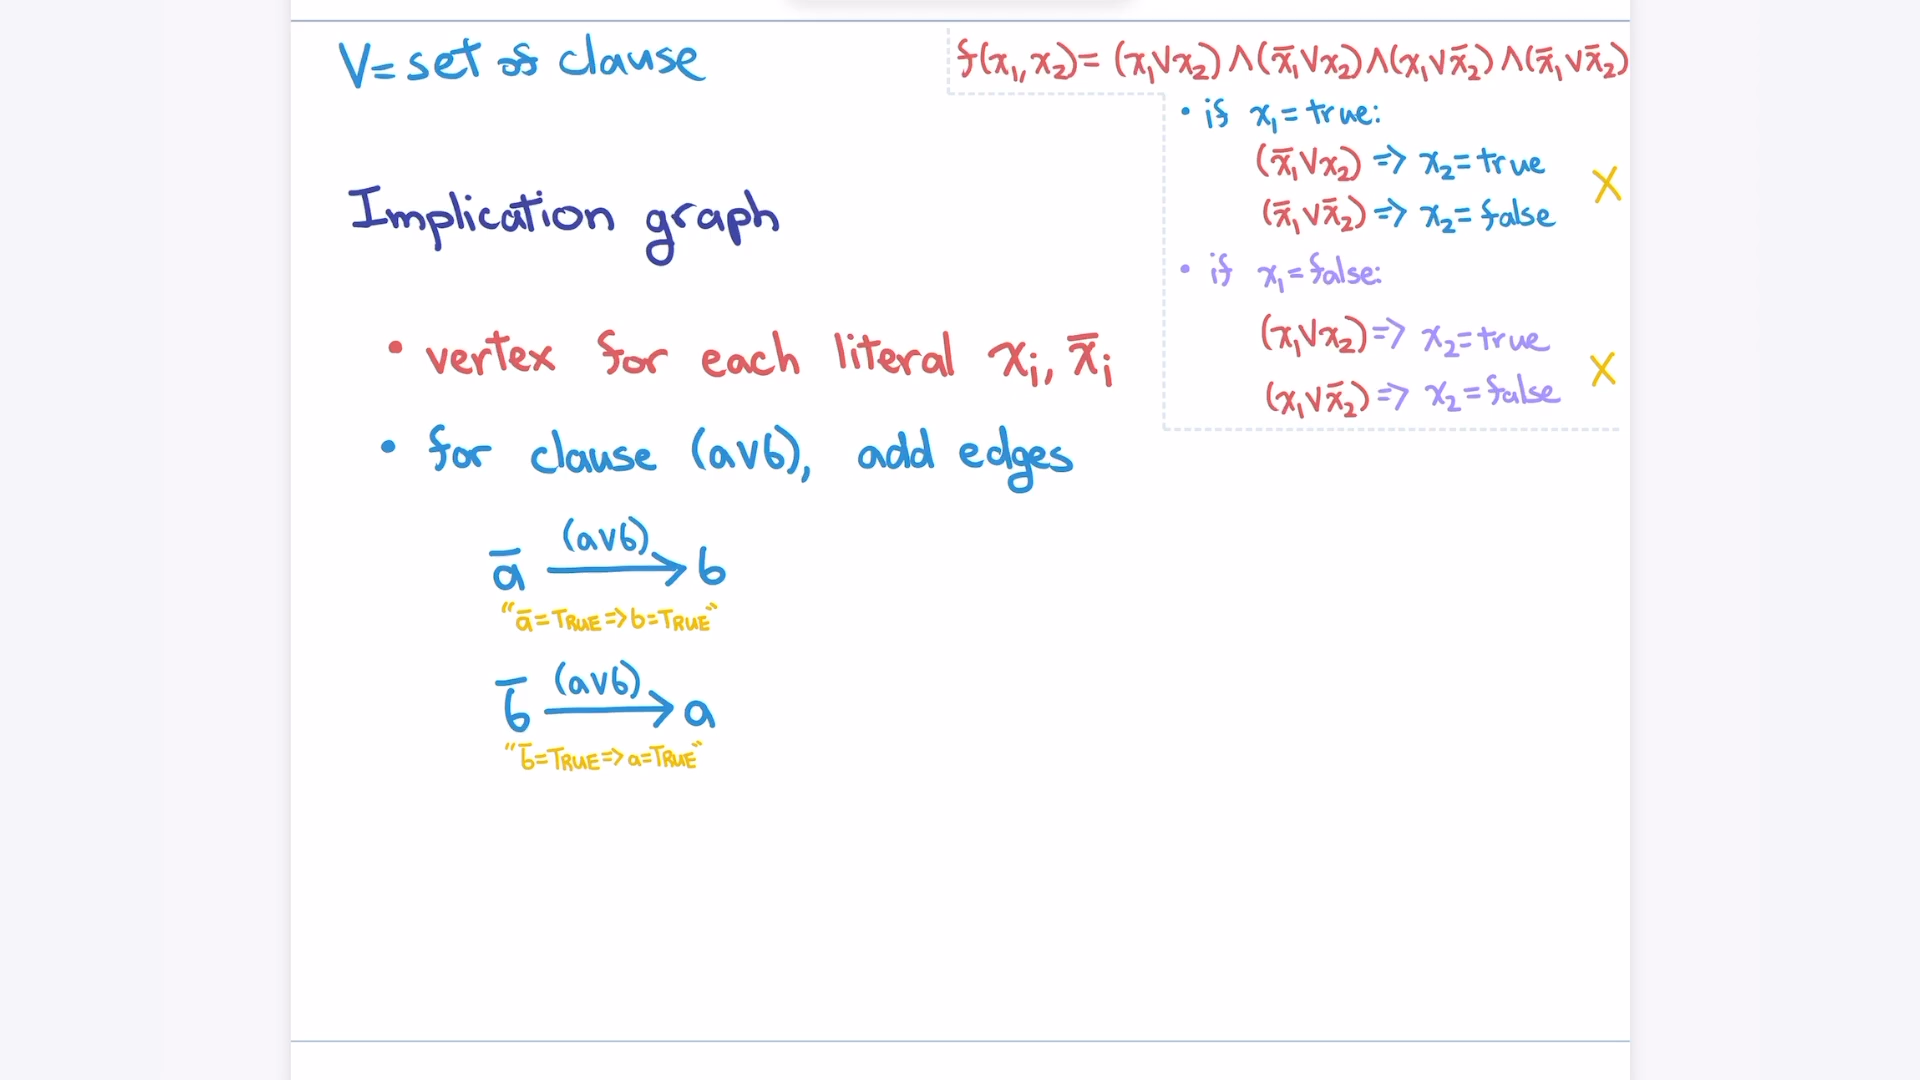 V= set of clause
f(x₁, x₂)= (x₁∨x₂)∧(x̄₁∨x₂)∧(x₁∨x̄₂)∧(x̄₁∨x̄₂)
• if x₁= true:
(x̄₁∨x₂) => x₂= true
(x̄₁∨x̄₂) => x₂= false
X
• if x₁= false:
(x₁∨x₂) => x₂= true
(x₁∨x̄₂) => x₂= false
X
Implication graph
• vertex for each literal xᵢ, x̄ᵢ
• for clause (a∨b), add edges
(a∨b)
ā → b
“ā=TRUE=>b=TRUE”
(a∨b)
b̄ → a
“b̄=TRUE=>a=TRUE”